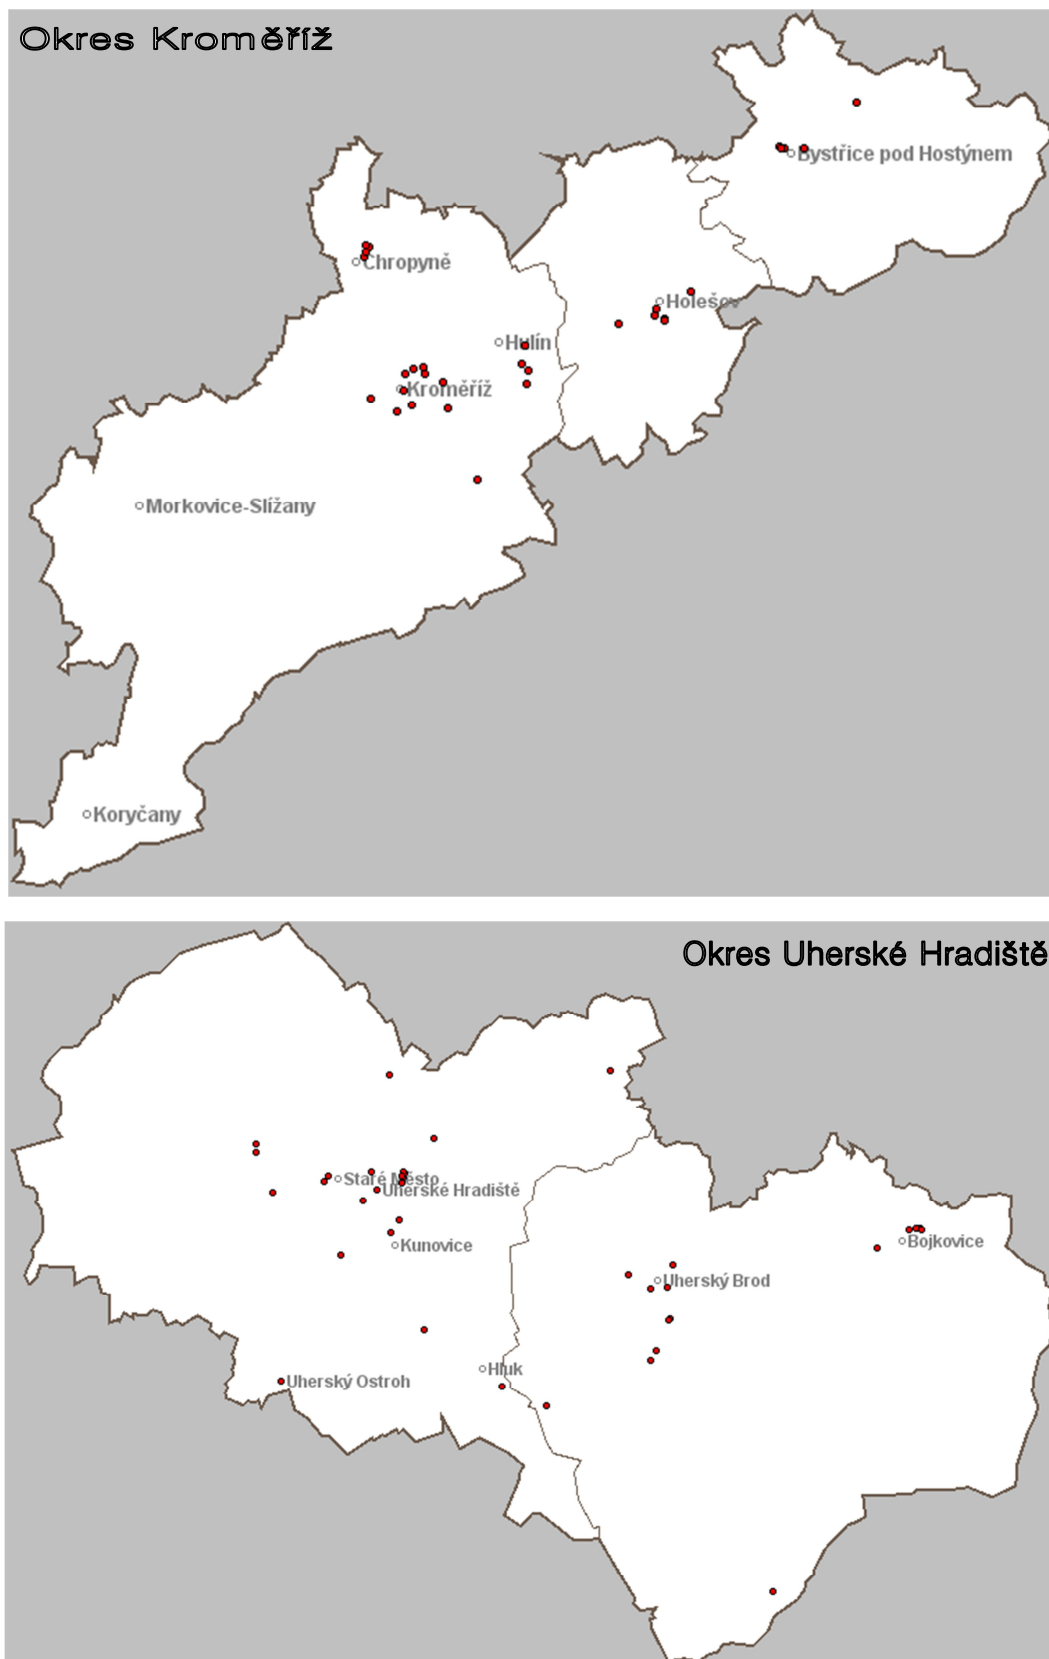 Okres Kroměříž
Bystřice pod Hostýnem
Chropyně
Holešov
Hulín
Kroměříž
Morkovice-Slížany
Koryčany
Okres Uherské Hradiště
Staré Město
Uherské Hradiště
Kunovice
Bojkovice
Uherský Brod
Hluk
Uherský Ostroh